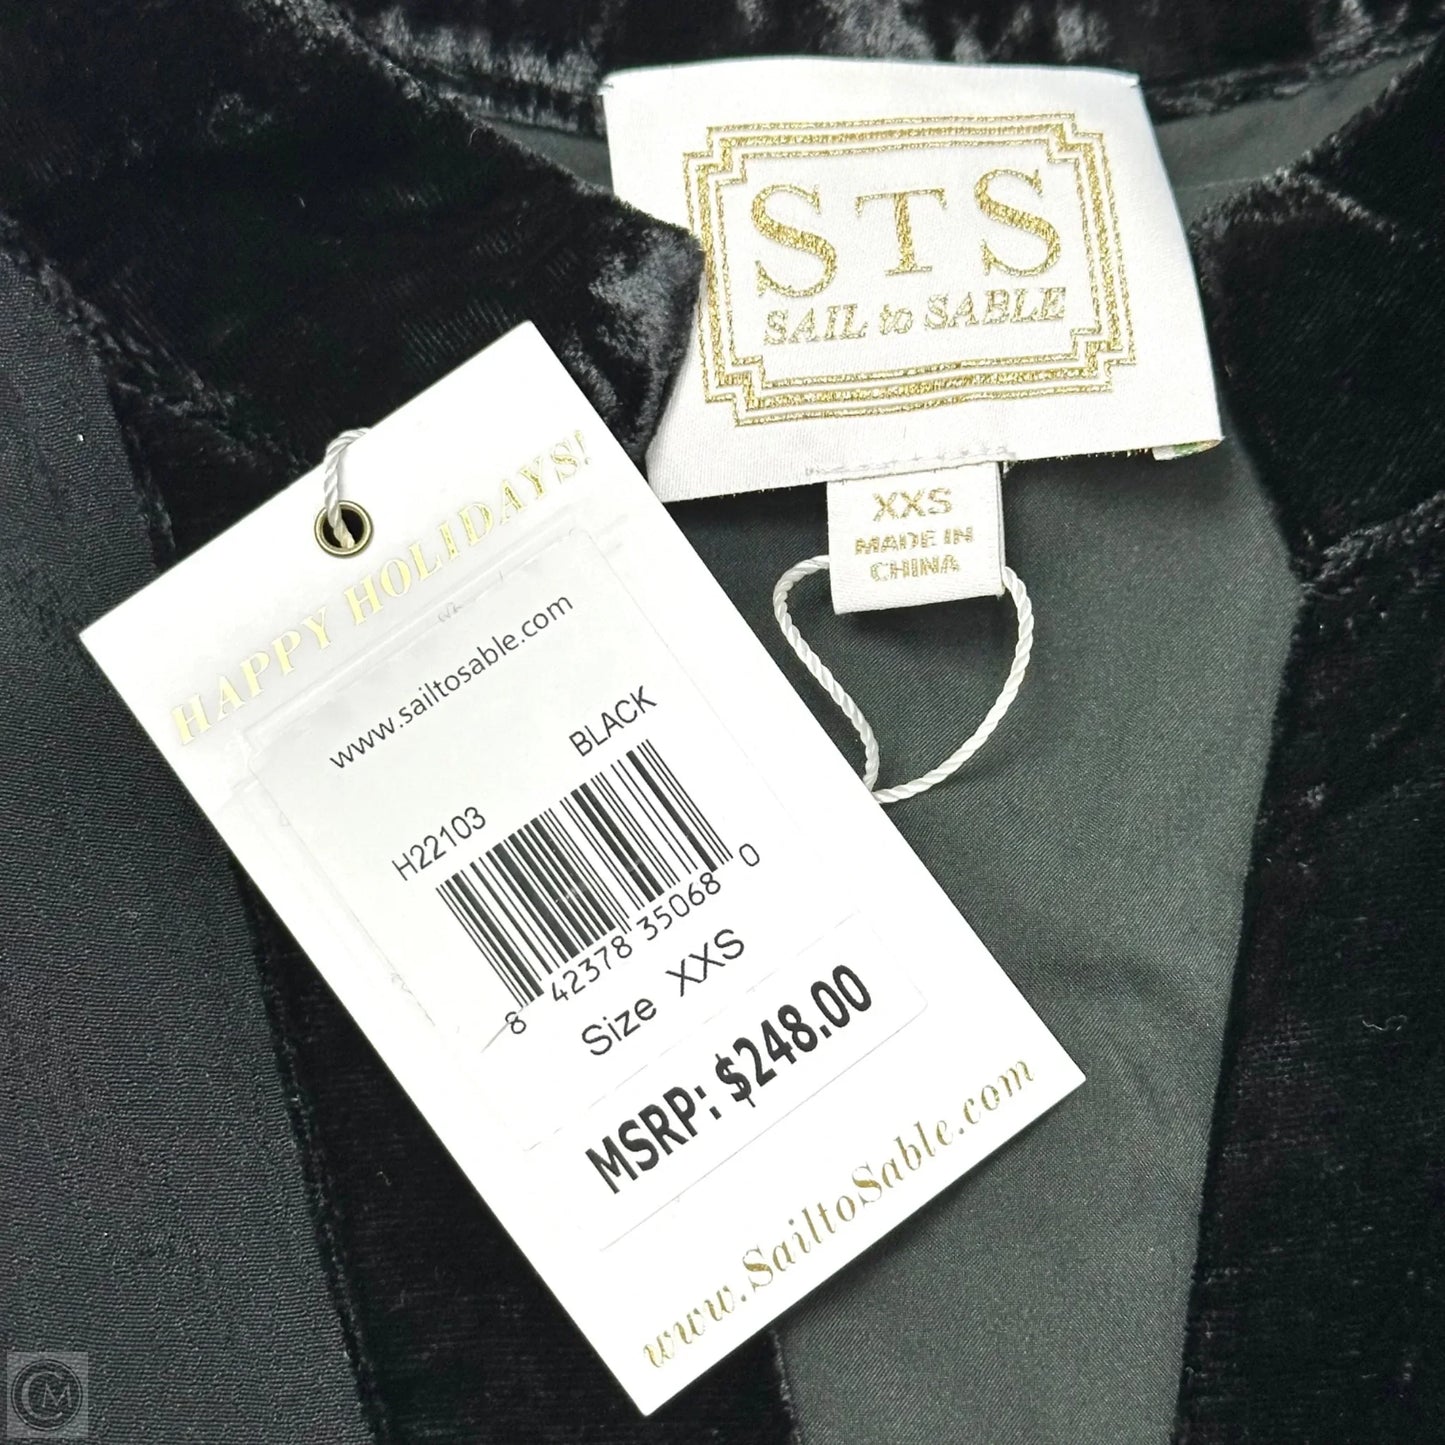 STS
SAIL to SABLE
XXS
MADE IN
CHINA
HAPPY HOLIDAYS!
www.sailtosable.com
BLACK
H22103
8 42378 35068 0
Size XXS
MSRP: $248.00
www.SailtoSable.com
CM